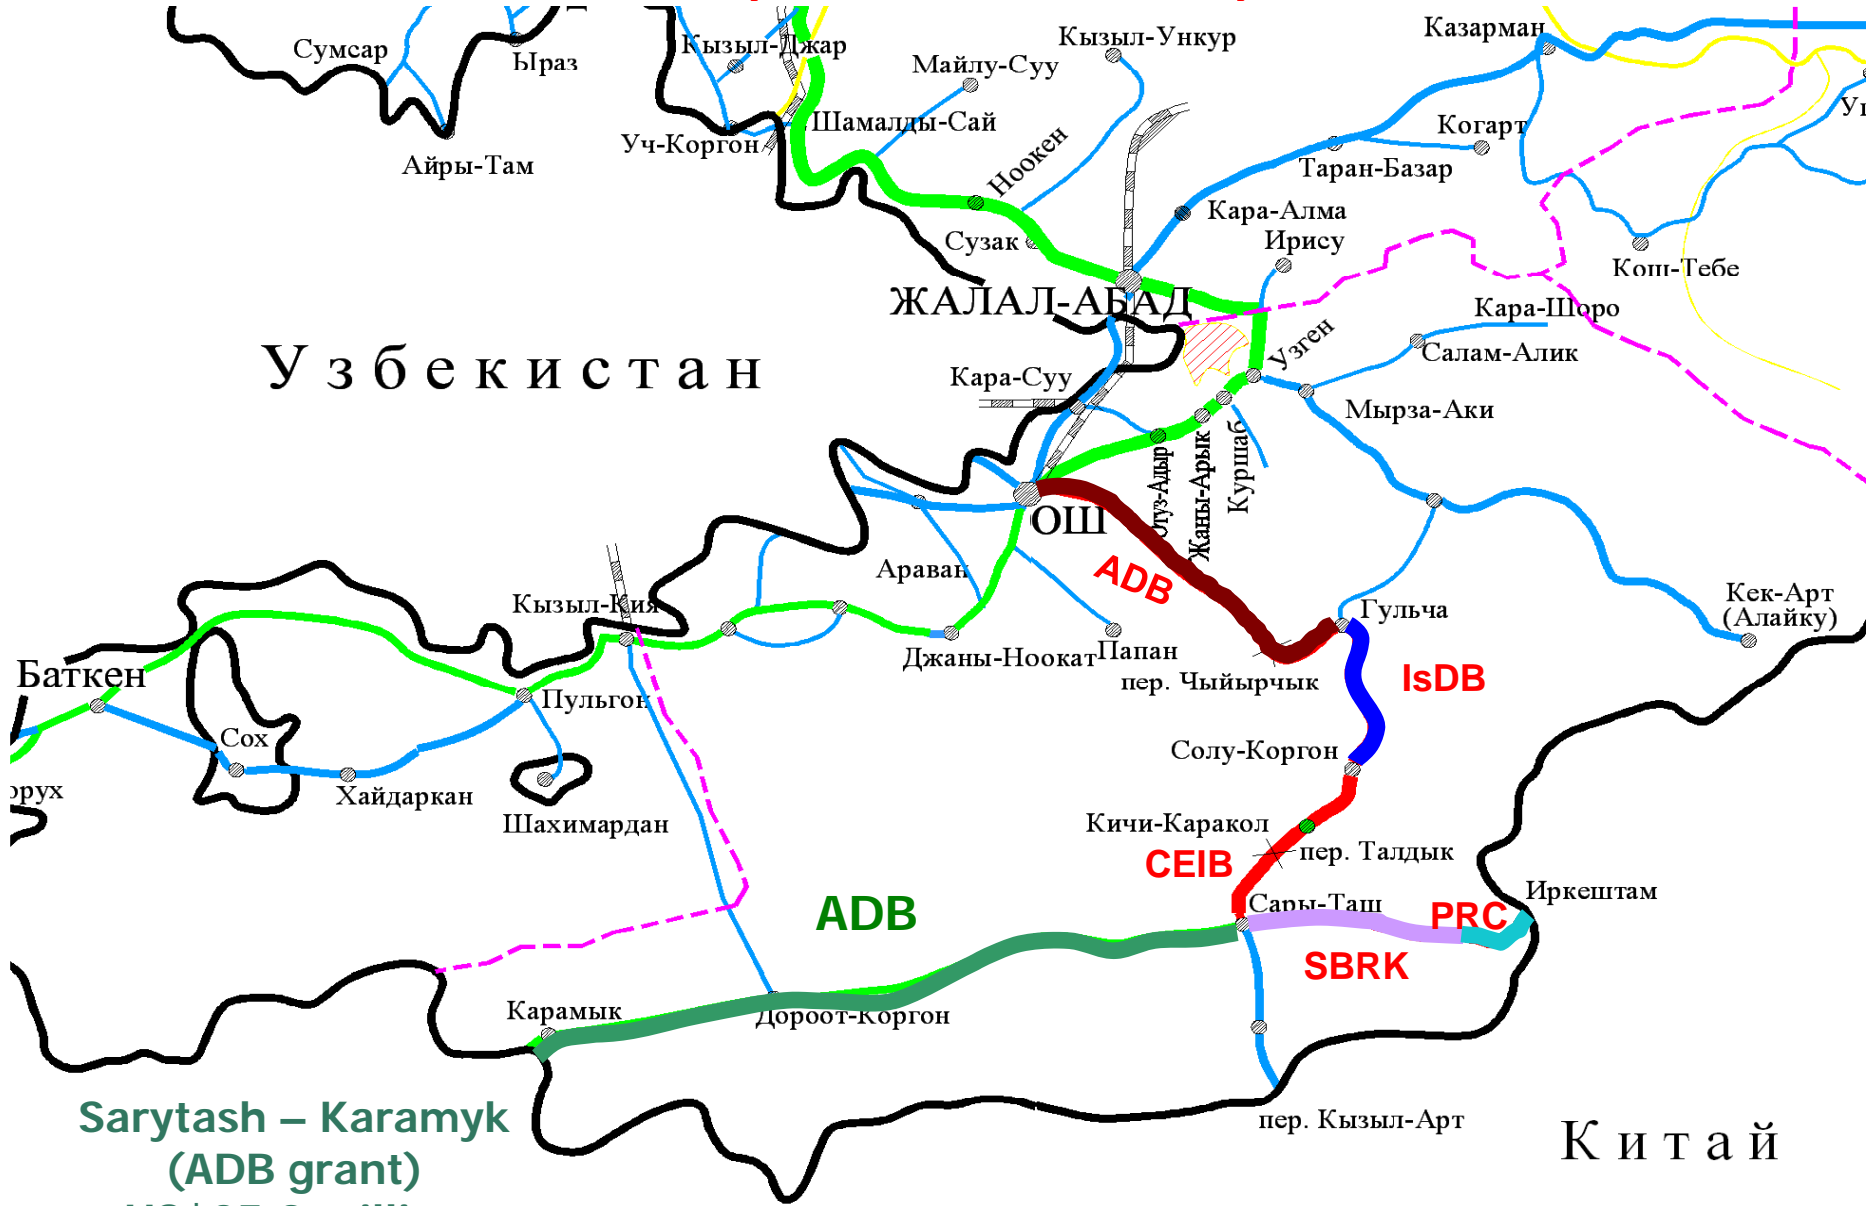 Сумсар
Ыраз
Кызыл-Джар
Майлу-Суу
Кызыл-Ункур
Казарман
Айры-Там
Уч-Коргон
Шамалды-Сай
Ноокен
Когарт
Таран-Базар
Сузак
Кара-Алма
Ирису
Кош-Тебе
ЖАЛАЛ-АБАД
Кара-Шоро
Узбекистан
Узген
Салам-Алик
Кара-Суу
Мырза-Аки
Отуз-Адыр
Жаны-Арык
Куршаб
ОШ
Араван
ADB
Кызыл-Кия
Гульча
Кек-Арт
(Алайку)
Баткен
Джаны-Ноокат
Папан
пер. Чыйырчык
IsDB
Пульгон
Сох
Солу-Коргон
Хайдаркан
Шахимардан
Кичи-Каракол
пер. Талдык
CEIB
Сары-Таш
Иркештам
ADB
PRC
SBRK
Карамык
Дороот-Коргон
Sarytash – Karamyk
(ADB grant)
пер. Кызыл-Арт
Китай